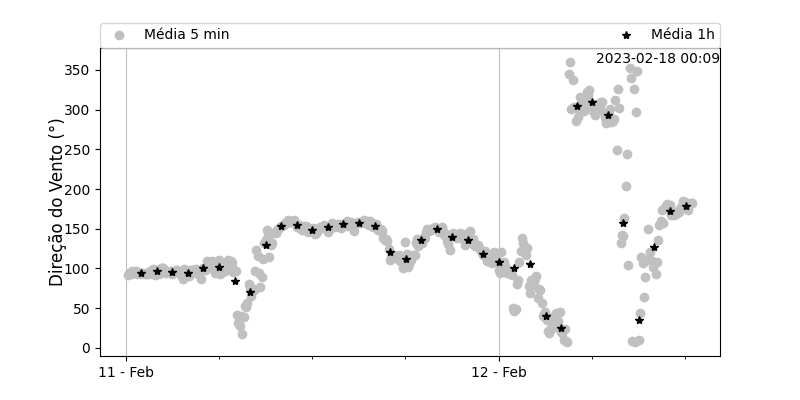 Média 5 min
Média 1h
2023-02-18 00:09
Direção do Vento (°)
350
300
250
200
150
100
50
0
11 - Feb
12 - Feb